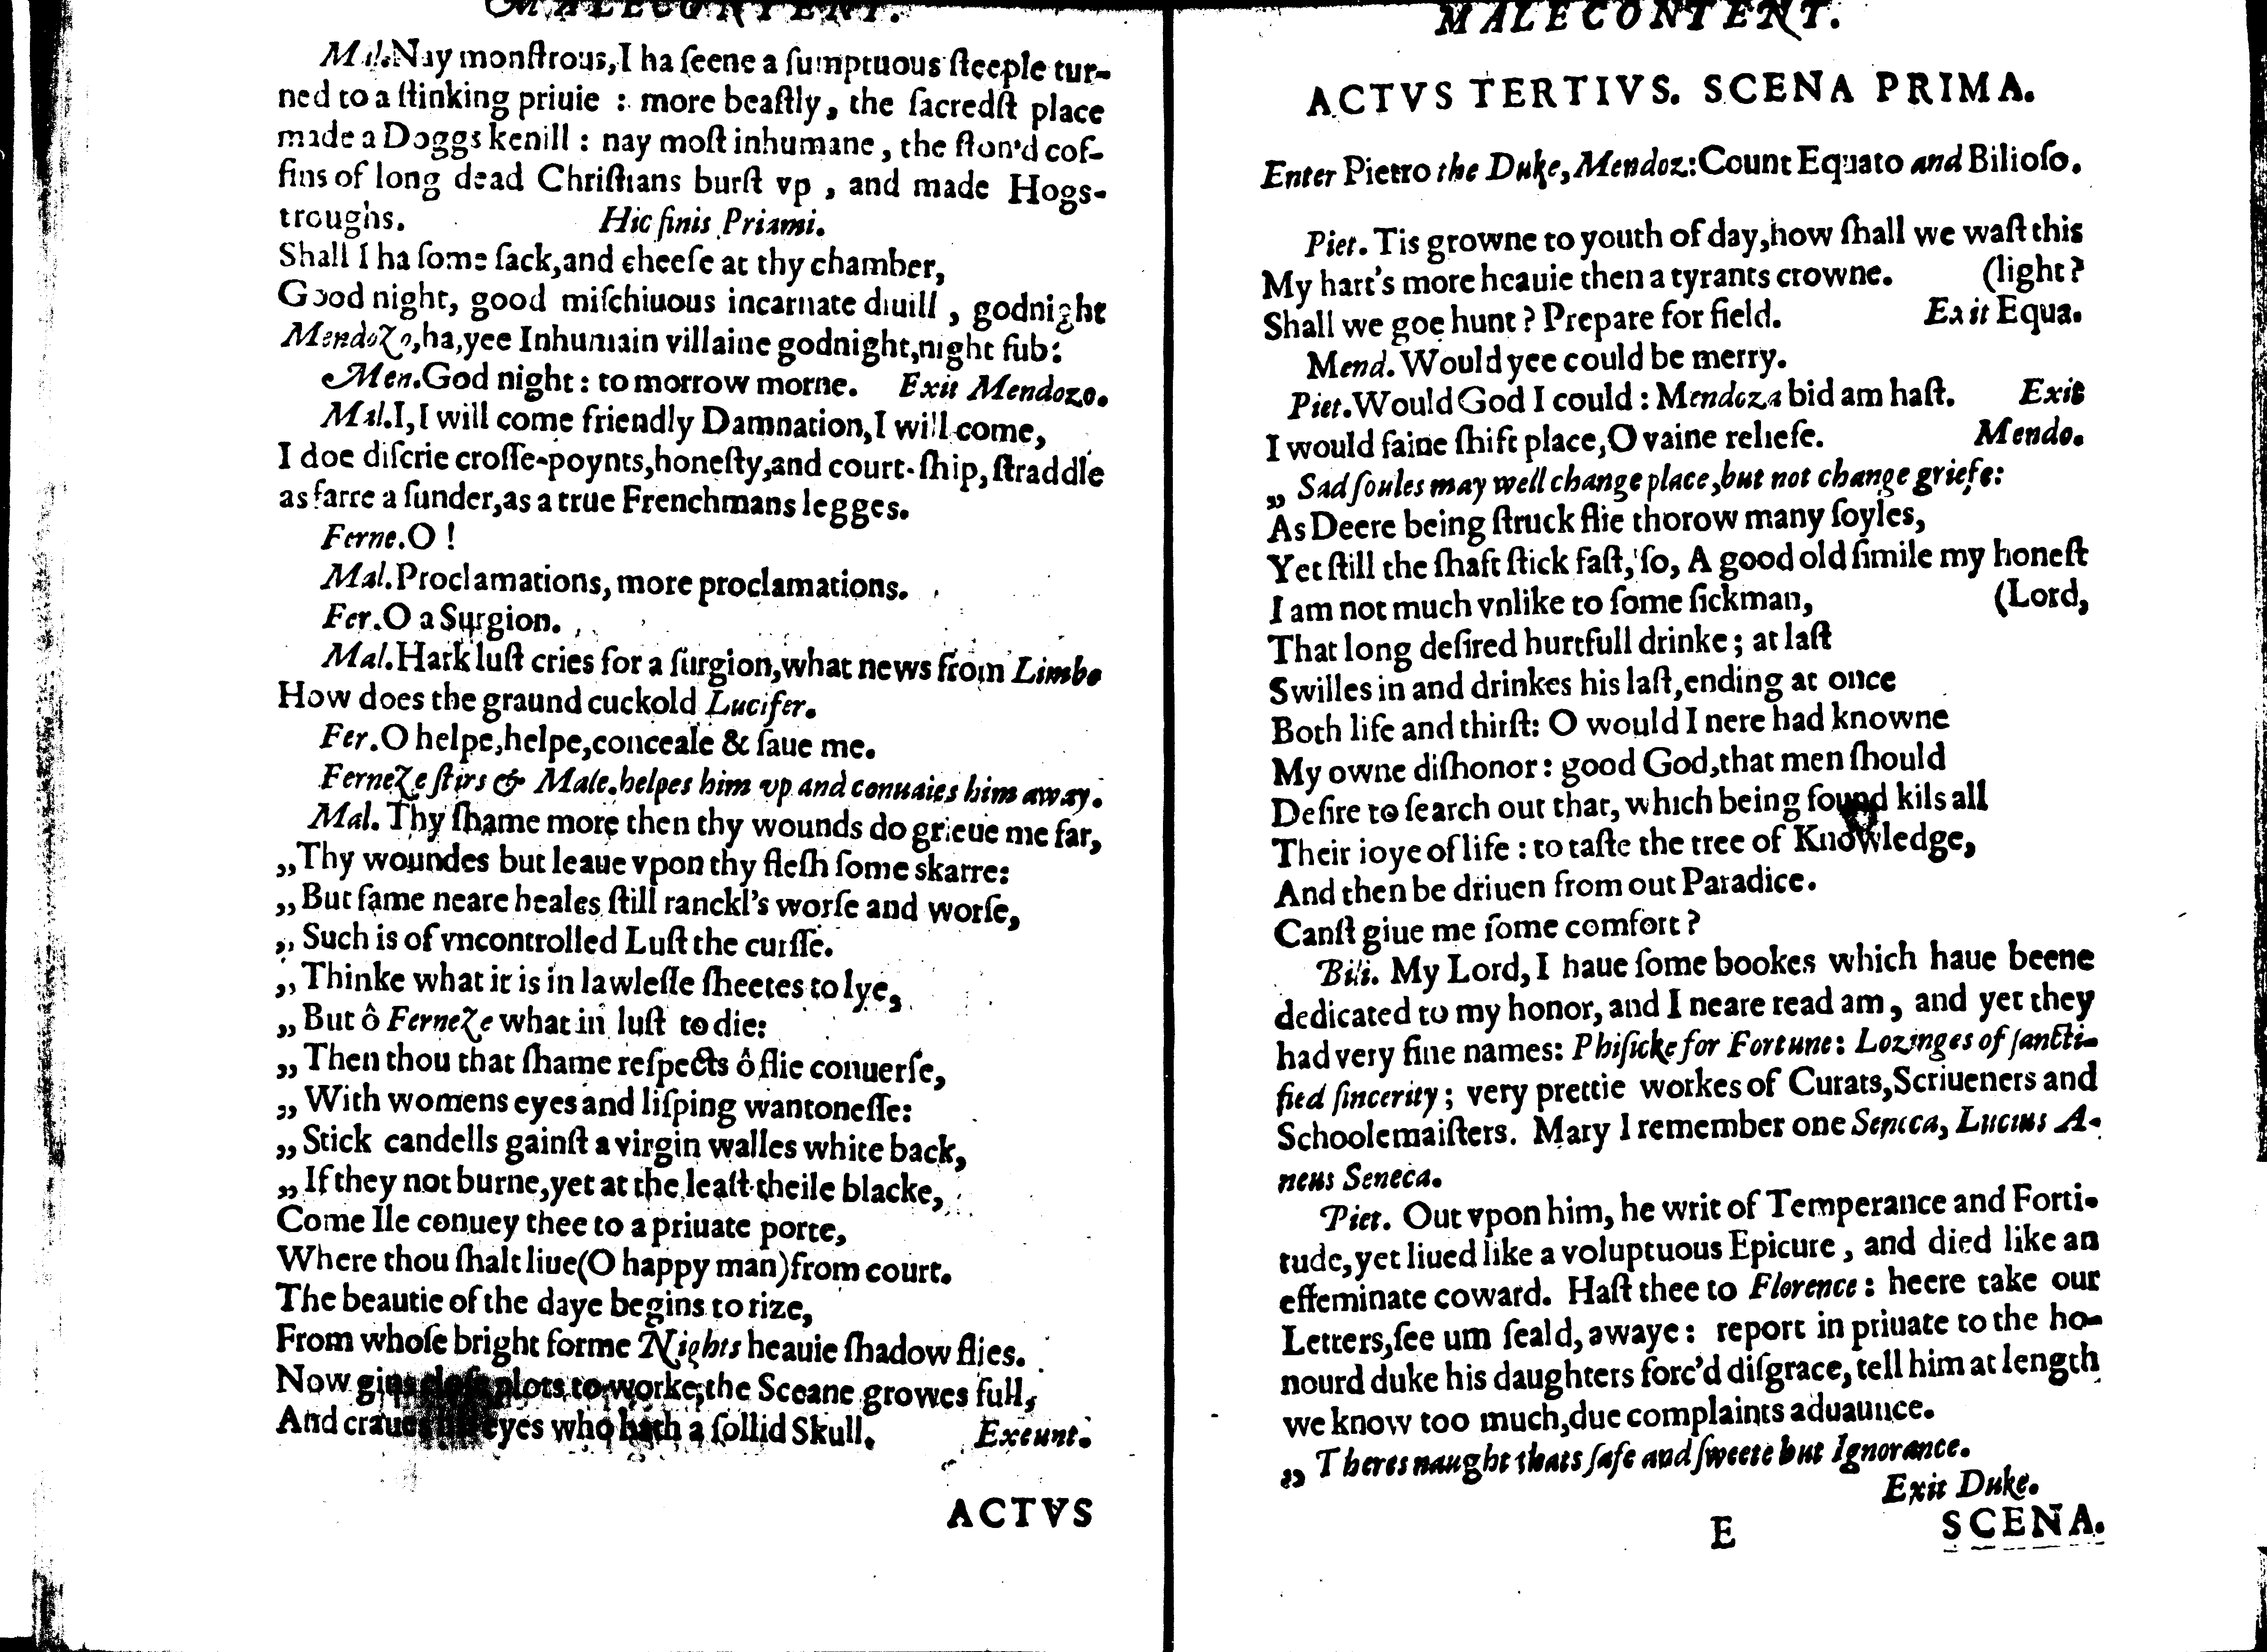 MALECONTENT.
Mal. Nay monſtrous, I ha ſeene a ſumptuous ſteeple tur-
ned to a ſtinking priuie : more beaſtly, the ſacredſt place
made a Doggs kenill : nay moſt inhumane, the ſton'd cof-
fins of long dead Chriſtians burſt vp, and made Hogs-
troughs. Hic finis Priami.
Shall I ha ſome ſack, and cheeſe at thy chamber,
Good night, good miſchiuous incarnate diuill, godnight
Mendozo, ha, yee Inhumain villaine godnight, night fub:
Men. God night : to morrow morne. Exit Mendozo.
Mal. I, I will come friendly Damnation, I will come,
I doe diſcrie croſſe-poynts, honeſty, and court-ſhip, ſtraddle
as farre a ſunder, as a true Frenchmans legges.
Ferne. O !
Mal. Proclamations, more proclamations.
Fer. O a Surgion.
Mal. Hark luſt cries for a ſurgion, what news from Limbo
How does the graund cuckold Lucifer.
Fer. O helpe, helpe, conceale & ſaue me.
Ferneze ſtirs & Male. helpes him vp and conuaies him away.
Mal. Thy ſhame more then thy wounds do grieue me far,
„ Thy woundes but leaue vpon thy fleſh ſome skarre:
„ But fame neare heales ſtill ranckl's worſe and worſe,
„ Such is of vncontrolled Luſt the curſſe.
„ Thinke what it is in lawleſſe ſheetes to lye,
„ But ô Ferneze what in luſt to die:
„ Then thou that ſhame reſpects ô flie conuerſe,
„ With womens eyes and liſping wantoneſſe:
„ Stick candells gainſt a virgin walles white back,
„ If they not burne, yet at the leaſt theile blacke,
Come Ile conuey thee to a priuate porte,
Where thou ſhalt liue (O happy man) from court.
The beautie of the daye begins to rize,
From whoſe bright forme Nights heauie ſhadow flies.
Now gins cloſe plots to worke, the Sceane growes full,
And craues eyes who hath a ſollid Skull. Exeunt.
ACTVS
MALECONTENT.
ACTVS TERTIVS. SCENA PRIMA.
Enter Pietro the Duke, Mendoz: Count Equato and Bilioſo.
Piet. Tis growne to youth of day, how ſhall we waſt this
My hart's more heauie then a tyrants crowne. (light?
Shall we goe hunt? Prepare for field. Exit Equa.
Mend. Would yee could be merry.
Piet. Would God I could : Mendoza bid am haſt. Exit
I would faine ſhift place, O vaine reliefe. Mendo.
„ Sad ſoules may well change place, but not change griefe:
As Deere being ſtruck flie thorow many ſoyles,
Yet ſtill the ſhaft ſtick faſt, ſo, A good old ſimile my honeſt
I am not much vnlike to ſome ſickman, (Lord,
That long deſired hurtfull drinke; at laſt
Swilles in and drinkes his laſt, ending at once
Both life and thirſt: O would I nere had knowne
My owne diſhonor: good God, that men ſhould
Deſire to ſearch out that, which being found kils all
Their ioye of life : to taſte the tree of Knowledge,
And then be driuen from out Paradice.
Canſt giue me ſome comfort?
Bili. My Lord, I haue ſome bookes which haue beene
dedicated to my honor, and I neare read am, and yet they
had very fine names: Phiſicke for Fortune: Lozinges of ſancti-
fied ſincerity; very prettie workes of Curats, Scriueners and
Schoolemaiſters. Mary I remember one Seneca, Lucius A-
neus Seneca.
Piet. Out vpon him, he writ of Temperance and Forti-
tude, yet liued like a voluptuous Epicure, and died like an
effeminate coward. Haſt thee to Florence: heere take our
Letters, ſee um ſeald, awaye: report in priuate to the ho-
nourd duke his daughters forc'd diſgrace, tell him at length
we know too much, due complaints aduaunce.
„ Theres naught thats ſafe and ſweete but Ignorance.
Exit Duke.
E SCENA.